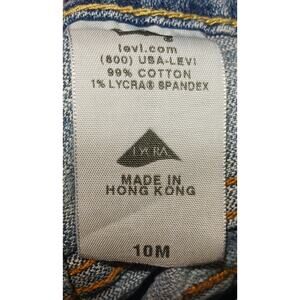 levi.com
(800) USA-LEVI
99% COTTON
1% LYCRA® SPANDEX
LYCRA
MADE IN
HONG KONG
10M